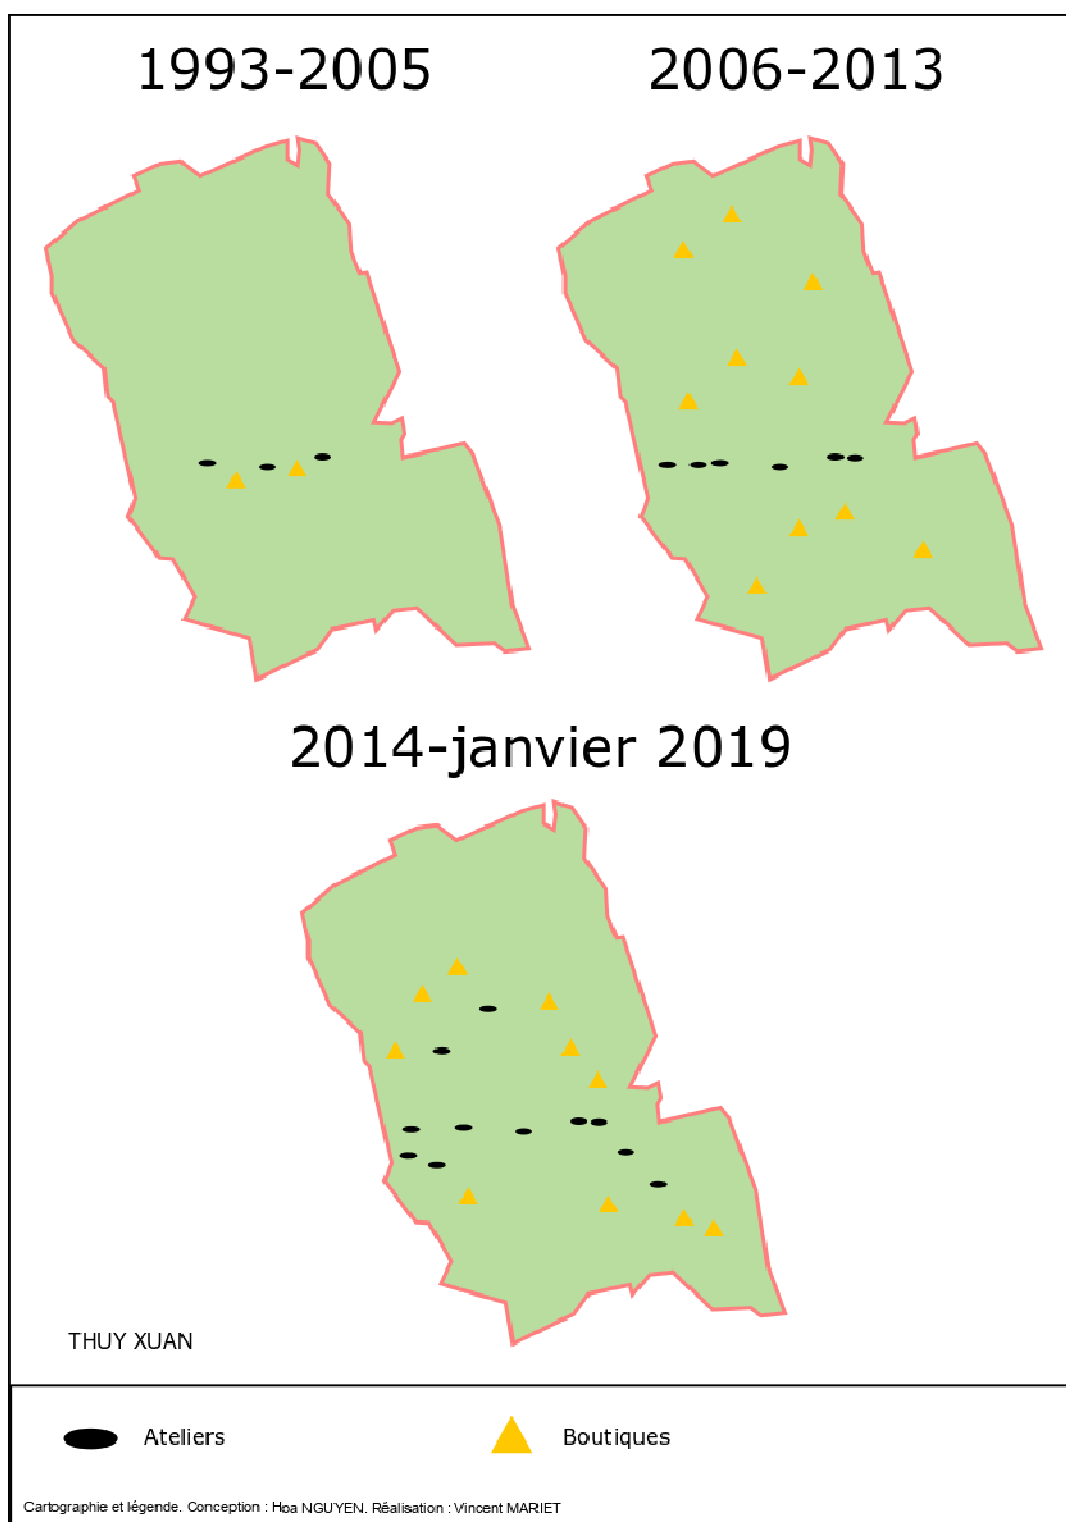 1993-2005
2006-2013
2014-janvier 2019
THUY XUAN
Ateliers
Boutiques
Cartographie et légende. Conception : Hoa NGUYEN. Réalisation : Vincent MARIET